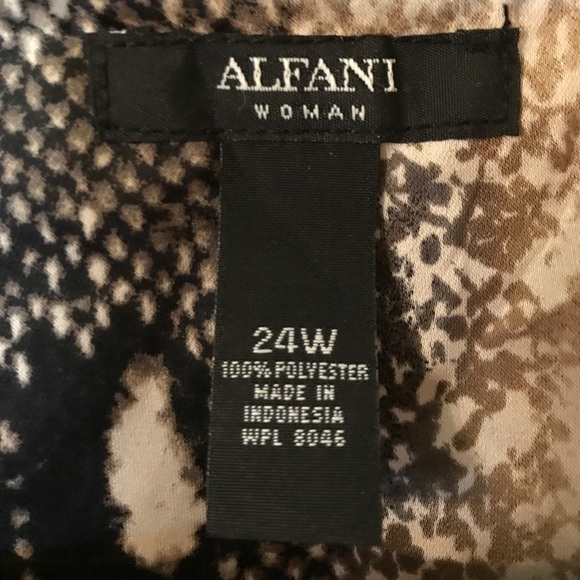 ALFANI
WOMAN
24W
100% POLYESTER
MADE IN
INDONESIA
WPL 8046